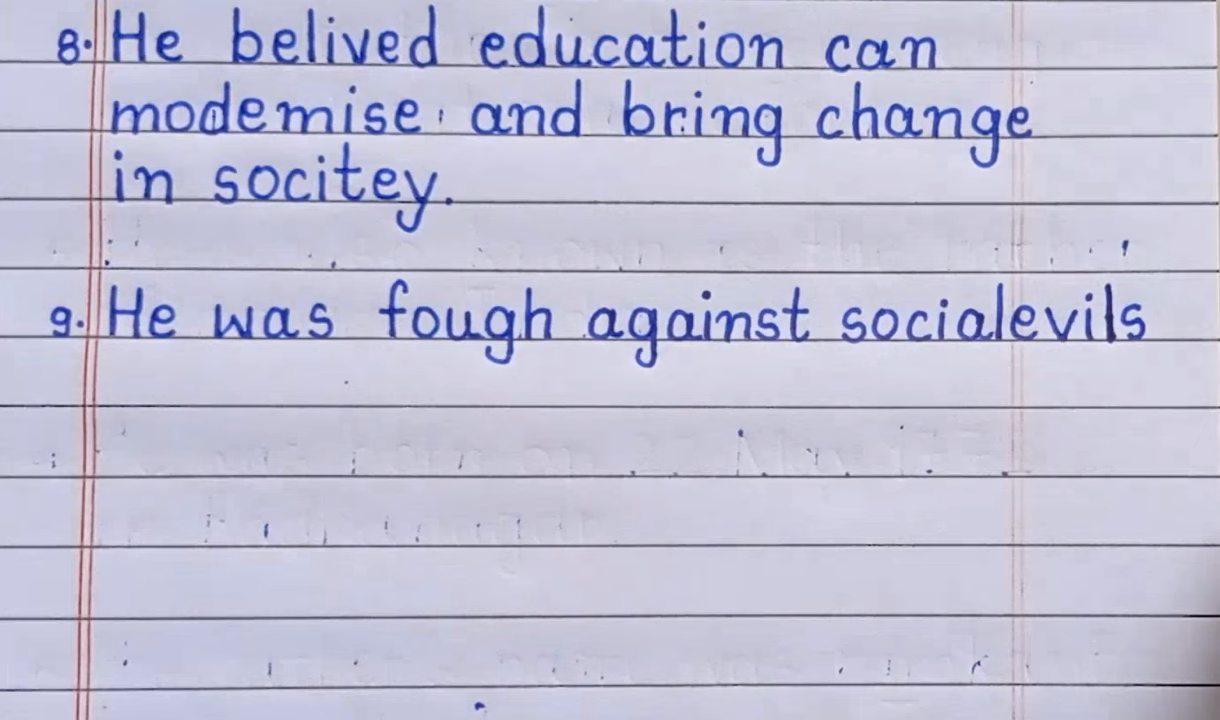 8. He belived education can
modemise and bring change
in socitey.
9. He was fough against socialevils